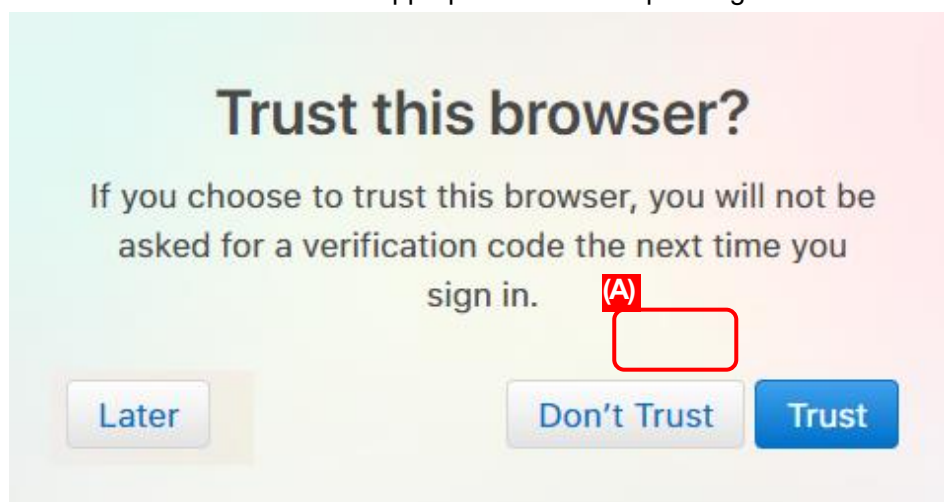 Trust this browser?
If you choose to trust this browser, you will not be
asked for a verification code the next time you
sign in.
(A)
Later
Don't Trust
Trust